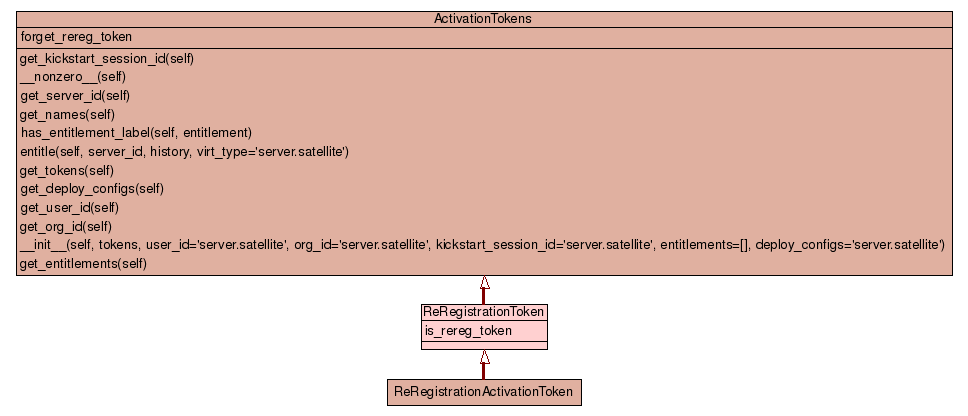 ActivationTokens
forget_rereg_token
get_kickstart_session_id(self)
__nonzero__(self)
get_server_id(self)
get_names(self)
has_entitlement_label(self, entitlement)
entitle(self, server_id, history, virt_type='server.satellite')
get_tokens(self)
get_deploy_configs(self)
get_user_id(self)
get_org_id(self)
__init__(self, tokens, user_id='server.satellite', org_id='server.satellite', kickstart_session_id='server.satellite', entitlements=[], deploy_configs='server.satellite')
get_entitlements(self)
ReRegistrationToken
is_rereg_token
ReRegistrationActivationToken